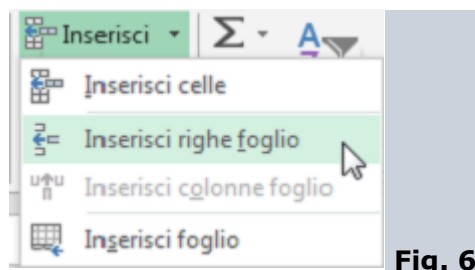 Inserisci
Inserisci celle
Inserisci righe foglio
Inserisci colonne foglio
Inserisci foglio
Fig. 6